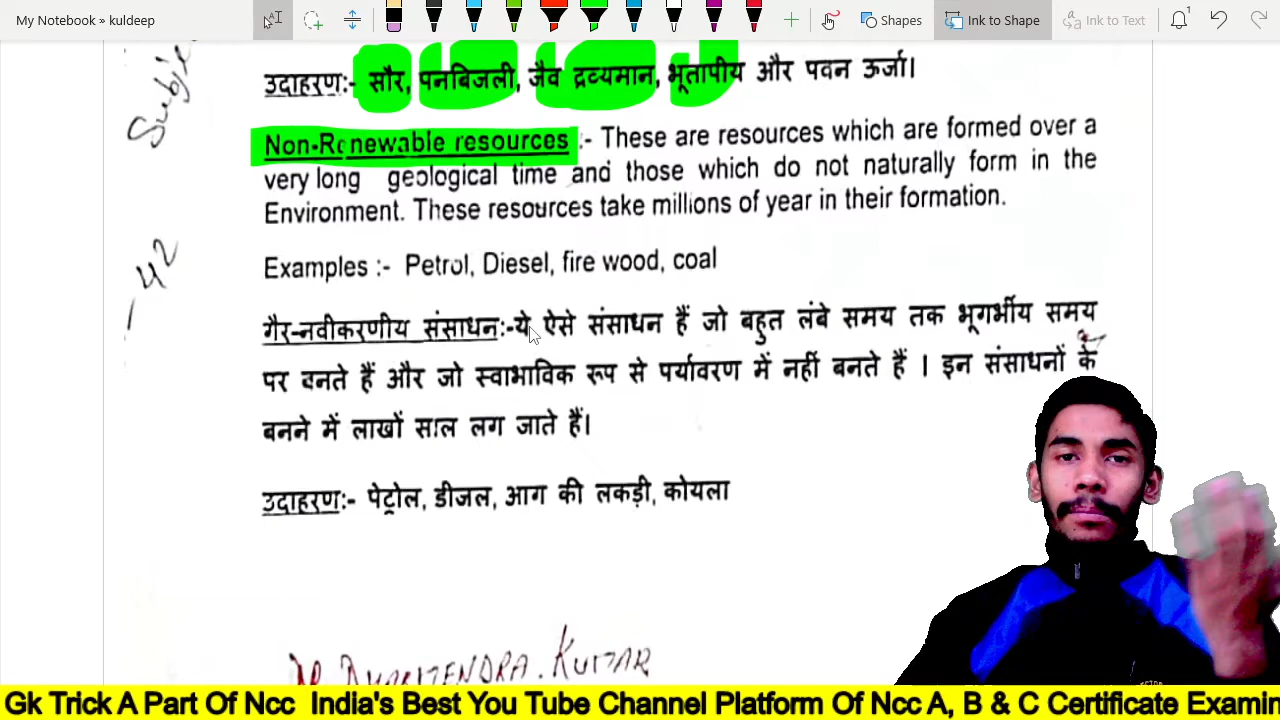 My Notebook » kuldeep
Shapes
Ink to Shape
Ink to Text
उदाहरण:- सौर, पनबिजली, जैव द्रव्यमान, भूतापीय और पवन ऊर्जा।
Non-Renewable resources :- These are resources which are formed over a
very long geological time and those which do not naturally form in the
Environment. These resources take millions of year in their formation.
-42
Examples :- Petrol, Diesel, fire wood, coal
गैर-नवीकरणीय संसाधन:-ये ऐसे संसाधन हैं जो बहुत लंबे समय तक भूगर्भीय समय
पर बनते हैं और जो स्वाभाविक रूप से पर्यावरण में नहीं बनते हैं । इन संसाधनों के
बनने में लाखों साल लग जाते हैं।
उदाहरण:- पेट्रोल, डीजल, आग की लकड़ी, कोयला
KUMAR
Gk Trick A Part Of Ncc India's Best You Tube Channel Platform Of Ncc A, B & C Certificate Examin